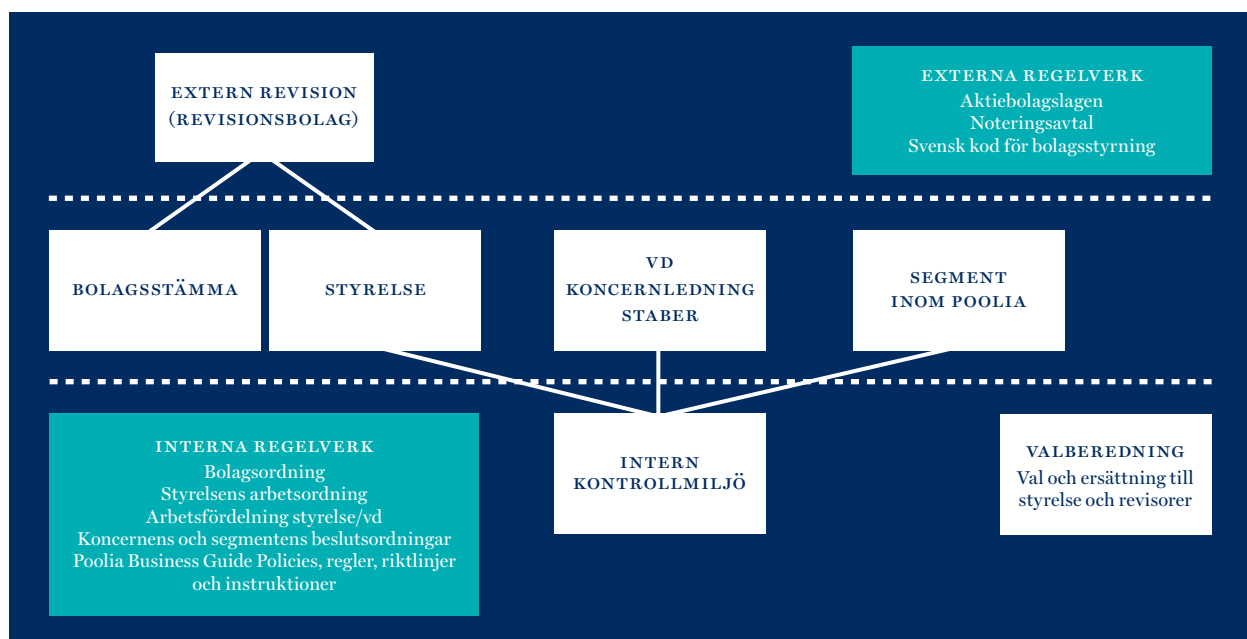 EXTERN REVISION
(REVISIONSBOLAG)
EXTERNA REGELVERK
Aktiebolagslagen
Noteringsavtal
Svensk kod för bolagsstyrning
BOLAGSSTÄMMA
STYRELSE
VD
KONCERNLEDNING
STABER
SEGMENT
INOM POOLIA
INTERNA REGELVERK
Bolagsordning
Styrelsens arbetsordning
Arbetsfördelning styrelse/vd
Koncernens och segmentens beslutsordningar
Poolia Business Guide Policies, regler, riktlinjer
och instruktioner
INTERN
KONTROLLMILJÖ
VALBEREDNING
Val och ersättning till
styrelse och revisorer